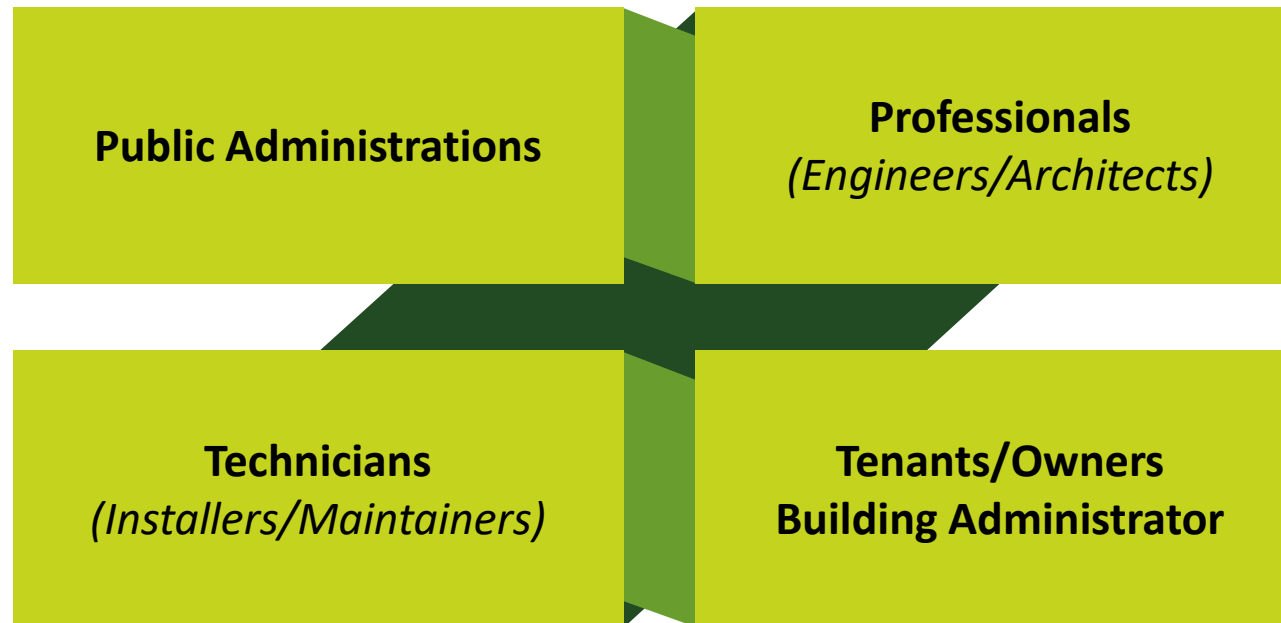 Public Administrations
Professionals
(Engineers/Architects)
Technicians
(Installers/Maintainers)
Tenants/Owners
Building Administrator